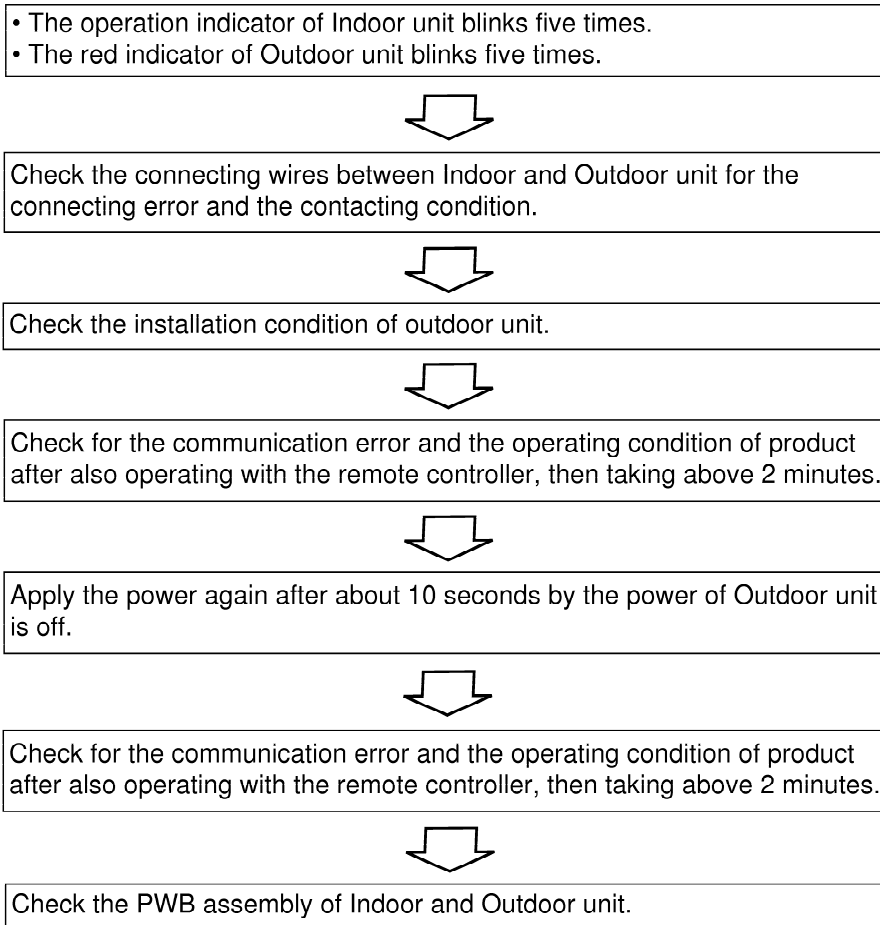 • The operation indicator of Indoor unit blinks five times.
• The red indicator of Outdoor unit blinks five times.
Check the connecting wires between Indoor and Outdoor unit for the
connecting error and the contacting condition.
Check the installation condition of outdoor unit.
Check for the communication error and the operating condition of product
after also operating with the remote controller, then taking above 2 minutes.
Apply the power again after about 10 seconds by the power of Outdoor unit
is off.
Check for the communication error and the operating condition of product
after also operating with the remote controller, then taking above 2 minutes.
Check the PWB assembly of Indoor and Outdoor unit.